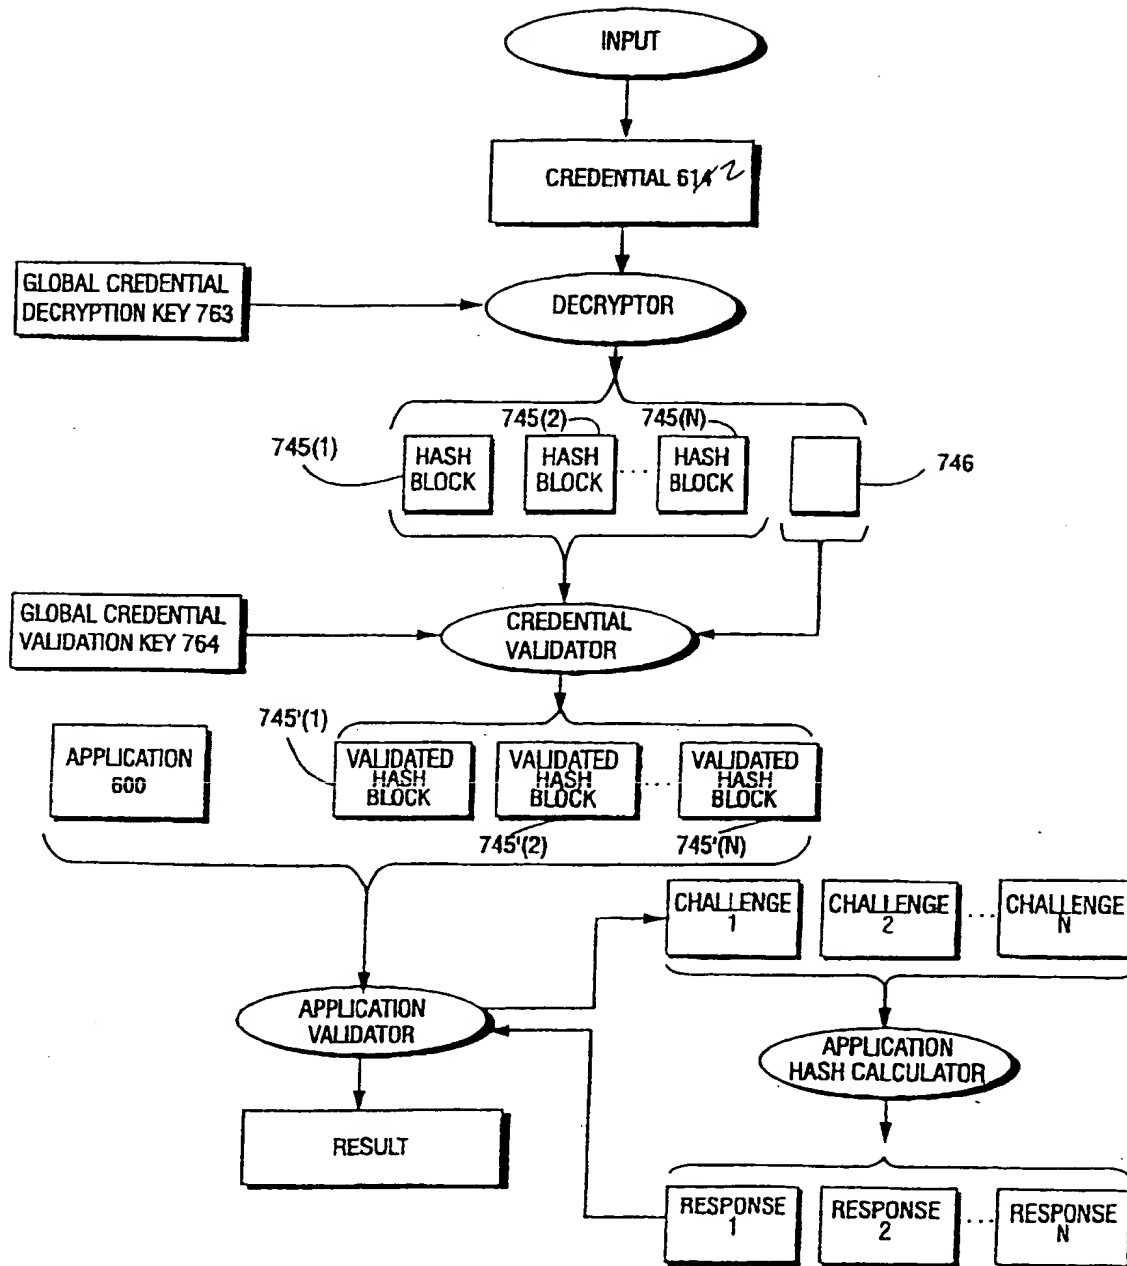 INPUT
CREDENTIAL 614 2
GLOBAL CREDENTIAL
DECRYPTION KEY 763
DECRYPTOR
745(1)
745(2)
745(N)
HASH
BLOCK
HASH
BLOCK
...
HASH
BLOCK
746
GLOBAL CREDENTIAL
VALIDATION KEY 764
CREDENTIAL
VALIDATOR
APPLICATION
600
745'(1)
VALIDATED
HASH
BLOCK
VALIDATED
HASH
BLOCK
...
VALIDATED
HASH
BLOCK
745'(2)
745'(N)
CHALLENGE
1
CHALLENGE
2
...
CHALLENGE
N
APPLICATION
VALIDATOR
APPLICATION
HASH CALCULATOR
RESULT
RESPONSE
1
RESPONSE
2
...
RESPONSE
N